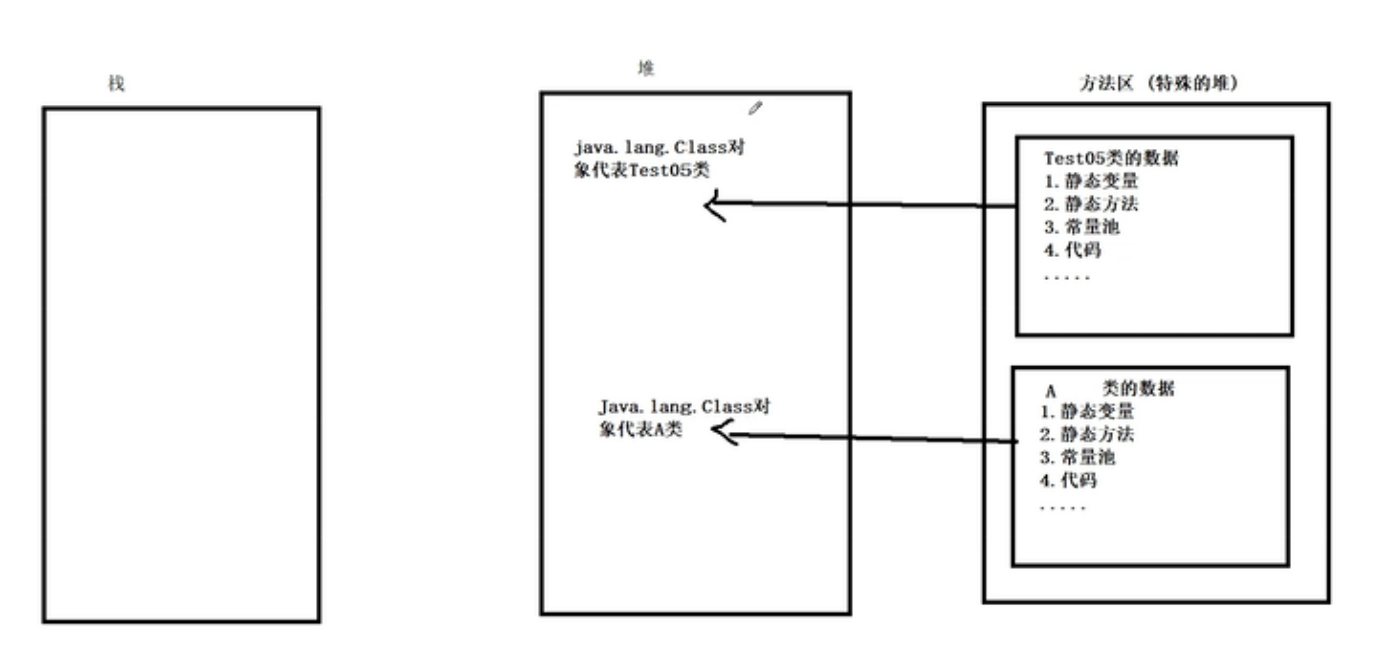 栈
堆
方法区 (特殊的堆)
java.lang.Class对
象代表Test05类
Test05类的数据
1.静态变量
2.静态方法
3.常量池
4.代码
.....
Java.lang.Class对
象代表A类
A 类的数据
1.静态变量
2.静态方法
3.常量池
4.代码
.....